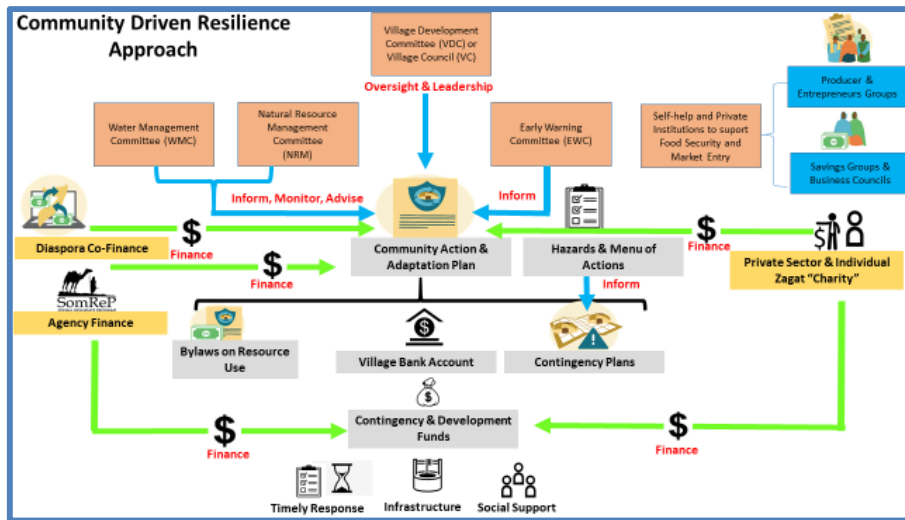 Community Driven Resilience
Approach
Village Development
Committee (VDC) or
Village Council (VC)
Oversight & Leadership
Producer &
Entrepreneurs Groups
Water Management
Committee (WMC)
Natural Resource
Management
Committee
(NRM)
Early Warning
Committee (EWC)
Self-help and Private
Institutions to suport
Food Security and
Market Entry
Savings Groups &
Business Councils
Inform, Monitor, Advise
Inform
$
Finance
Diaspora Co-Finance
Community Action &
Adaptation Plan
Hazards & Menu of
Actions
$
Finance
$
Private Sector & Individual
Zagat “Charity”
$
Finance
SomReP
Agency Finance
Inform
Bylaws on Resource
Use
$
Village Bank Account
Contingency Plans
$
Contingency & Development
Funds
$
Finance
$
Finance
Timely Response
Infrastructure
Social Support